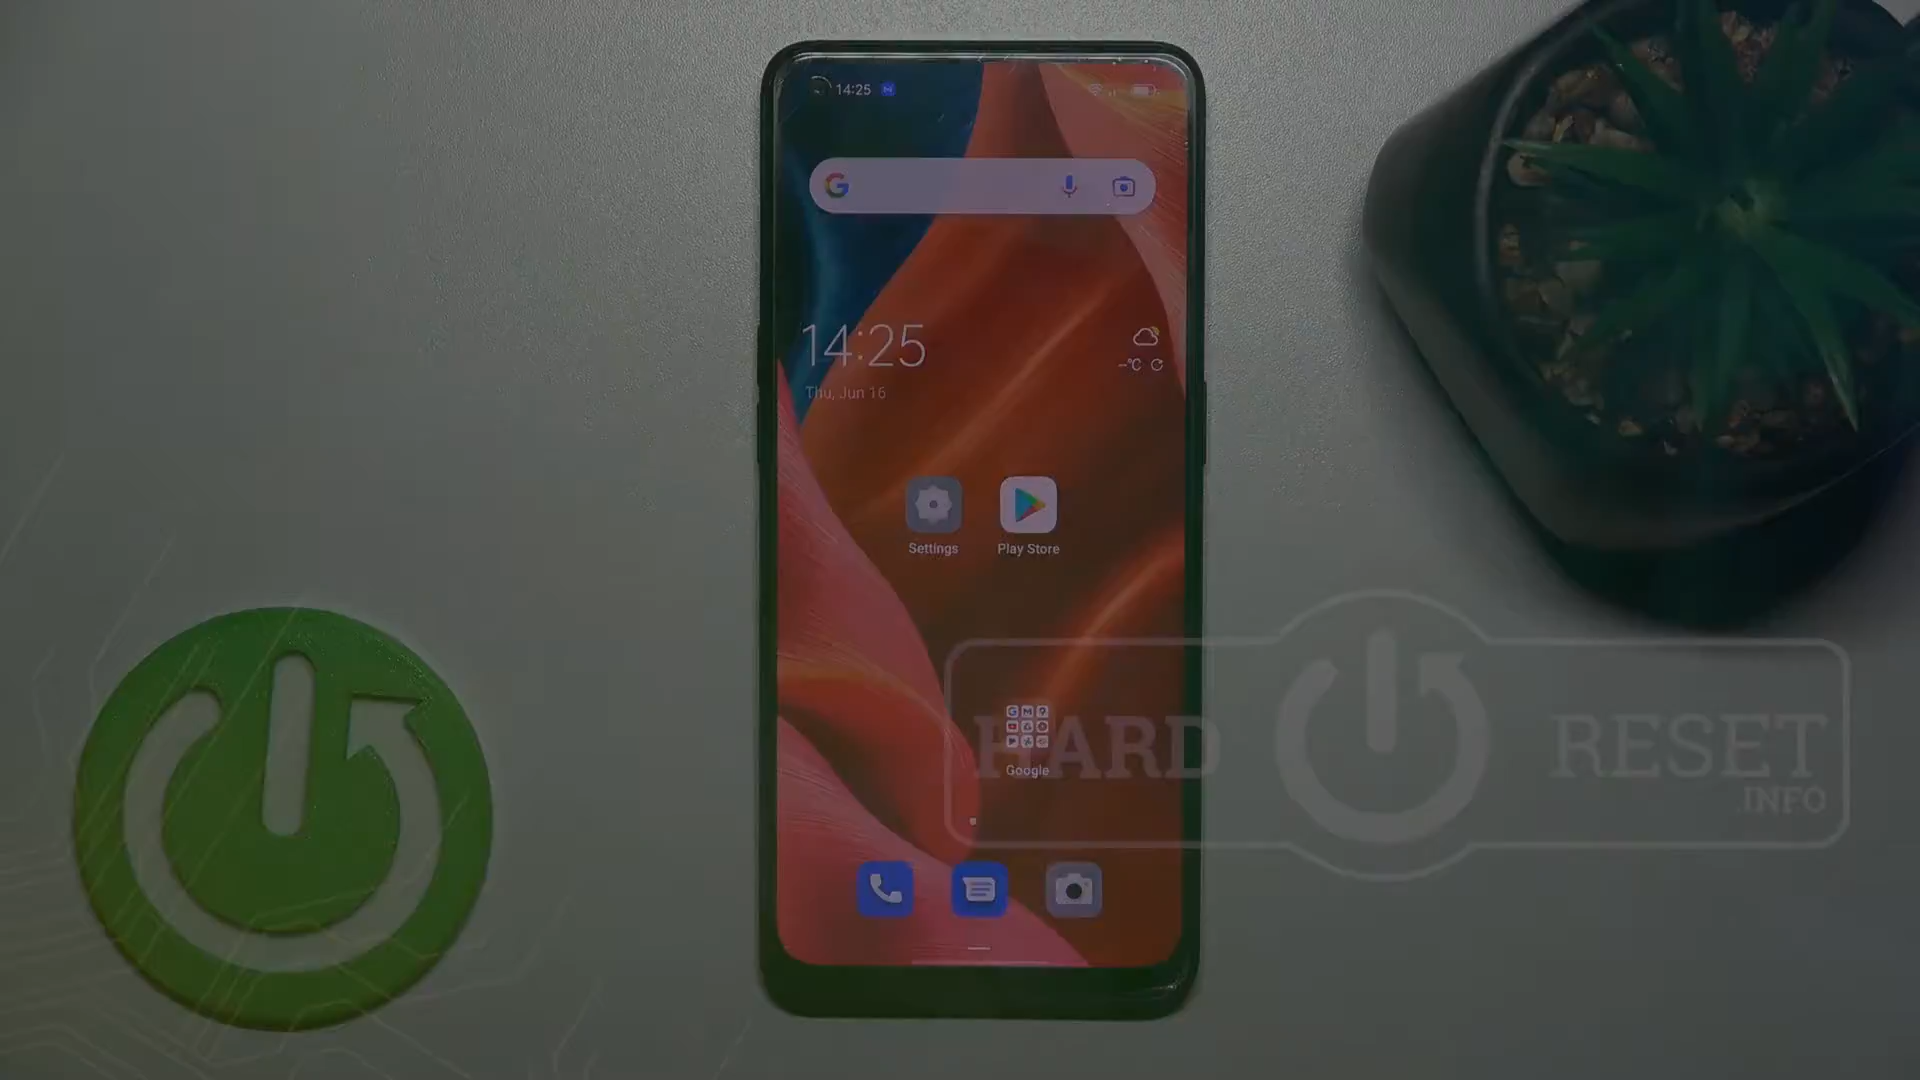 14:25
14:25
Thu, Jun 16
-°C
Settings
Play Store
Google
HARD RESET
.INFO